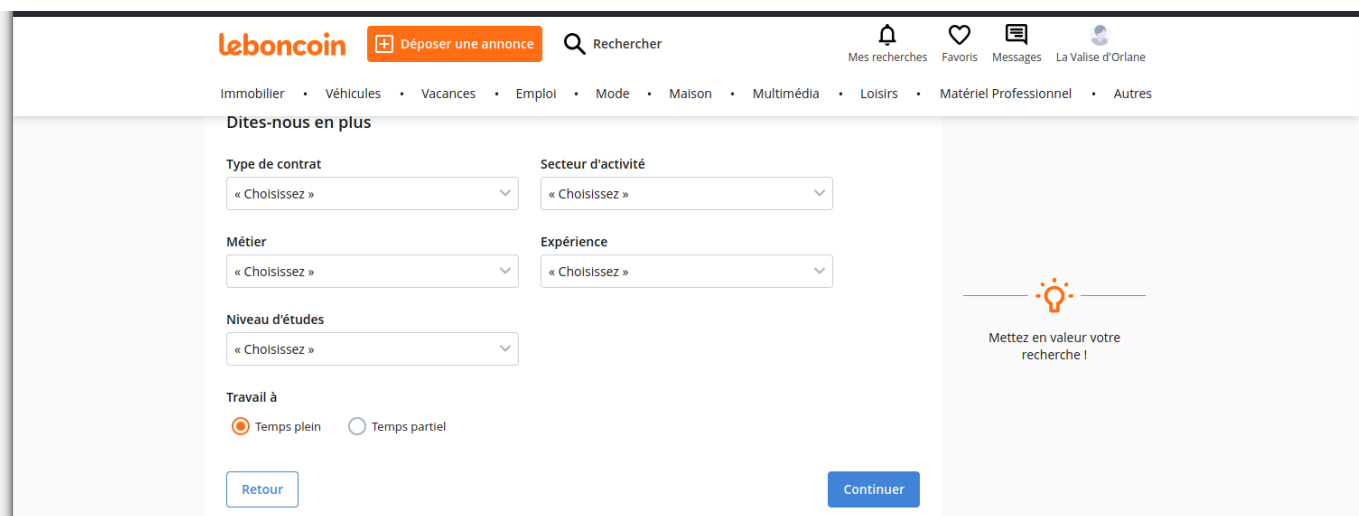 leboncoin Déposer une annonce Rechercher
Mes recherches Favoris Messages La Valise d'Orlane
Immobilier • Véhicules • Vacances • Emploi • Mode • Maison • Multimédia • Loisirs • Matériel Professionnel • Autres
Dites-nous en plus
Type de contrat Secteur d'activité
« Choisissez » « Choisissez »
Métier Expérience
« Choisissez » « Choisissez »
Niveau d'études
« Choisissez »
Mettez en valeur votre
recherche !
Travail à
Temps plein Temps partiel
Retour Continuer